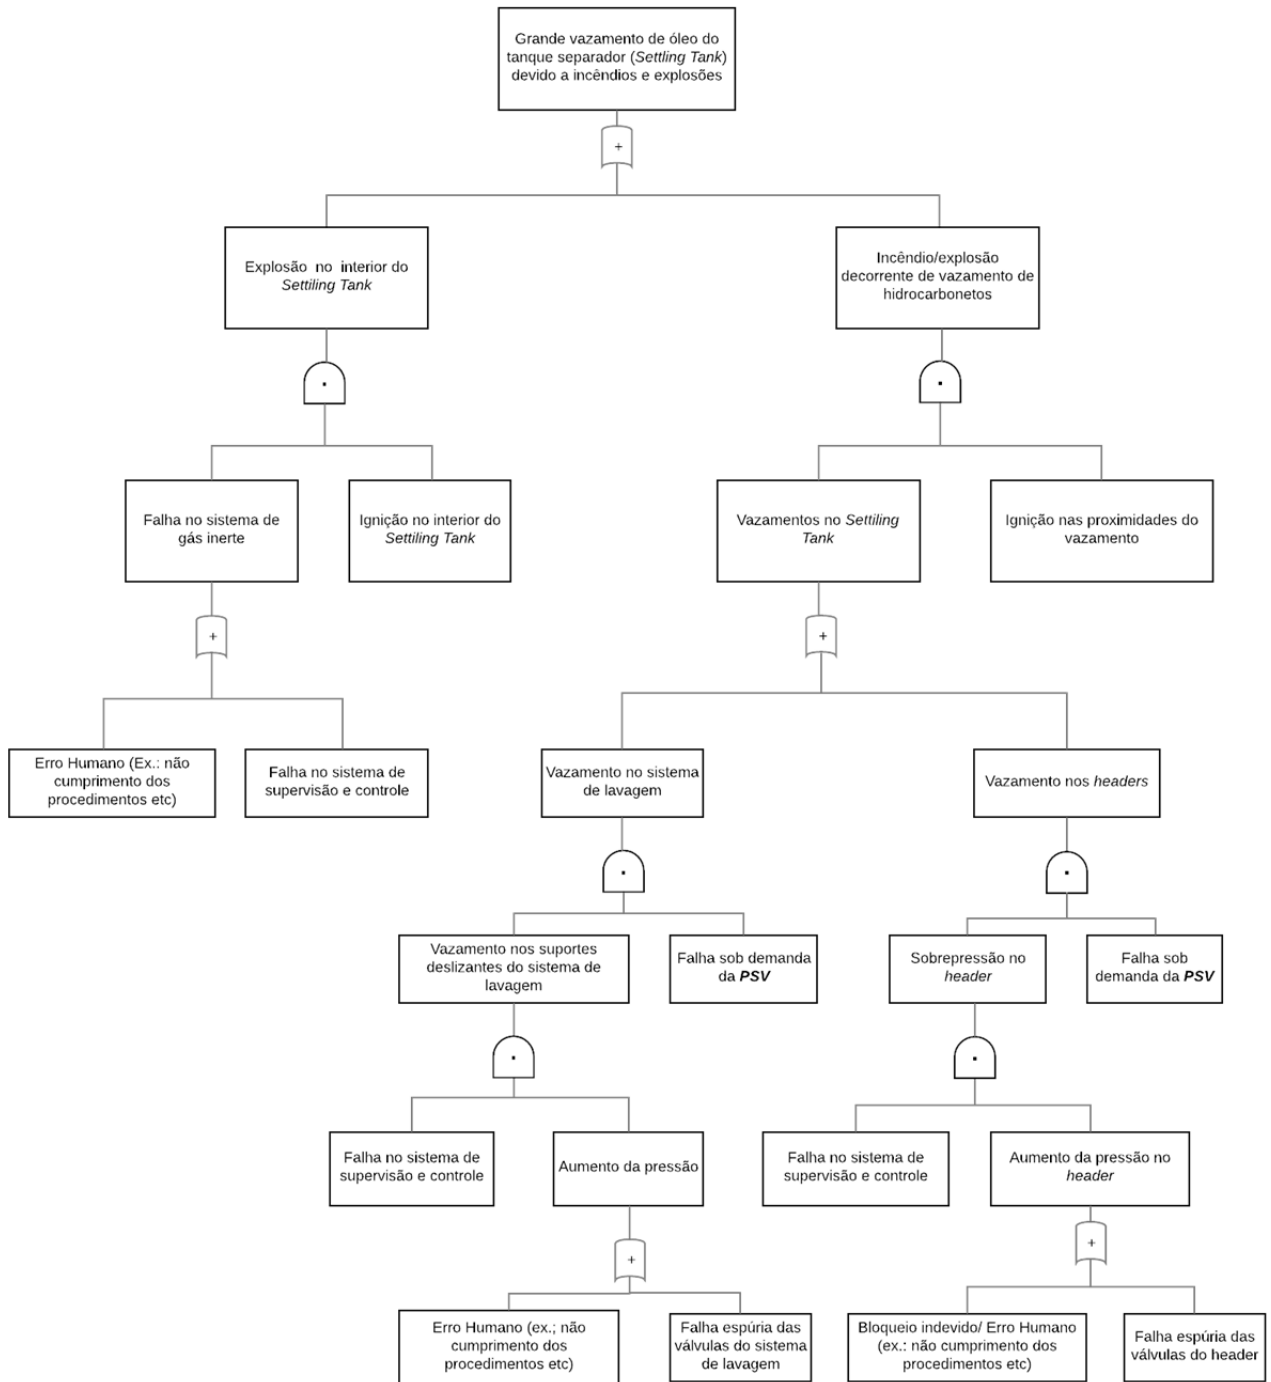 Grande vazamento de óleo do
tanque separador (Settling Tank)
devido a incêndios e explosões
+
Explosão no interior do
Settiling Tank
Incêndio/explosão
decorrente de vazamento de
hidrocarbonetos
.
.
Falha no sistema de
gás inerte
Ignição no interior do
Settiling Tank
Vazamentos no Settiling
Tank
Ignição nas proximidades do
vazamento
+
+
Erro Humano (Ex.: não
cumprimento dos
procedimentos etc)
Falha no sistema de
supervisão e controle
Vazamento no sistema
de lavagem
Vazamento nos headers
.
.
Vazamento nos suportes
deslizantes do sistema de
lavagem
Falha sob demanda
da PSV
Sobrepressão no
header
Falha sob
demanda da PSV
.
.
Falha no sistema de
supervisão e controle
Aumento da pressão
Falha no sistema de
supervisão e controle
Aumento da pressão no
header
+
+
Erro Humano (ex.; não
cumprimento dos
procedimentos etc)
Falha espúria das
válvulas do sistema
de lavagem
Bloqueio indevido/ Erro Humano
(ex.: não cumprimento dos
procedimentos etc)
Falha espúria das
válvulas do header